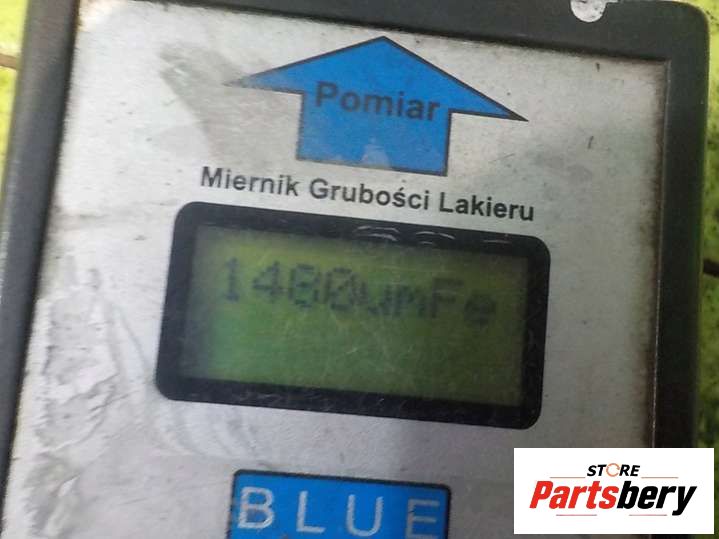 Pomiar
Miernik Grubości Lakieru
1480umFe
BLUE
STORE
Partsbery